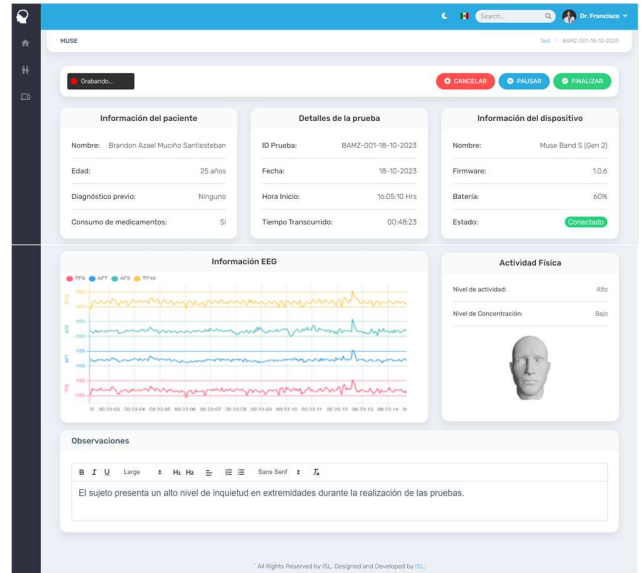 Search...
Dr. Francisco
MUSE
Test
BAMZ-001-18-10-2023
Grabando...
CANCELAR
PAUSAR
FINALIZAR
Información del paciente
Nombre: Brandon Azael Muciño Santiesteban
Edad: 25 años
Diagnóstico previo: Ninguno
Consumo de medicamentos: Sí
Detalles de la prueba
ID Prueba: BAMZ-001-18-10-2023
Fecha: 18-10-2023
Hora Inicio: 16:05:10 Hrs
Tiempo Transcurrido: 00:48:23
Información del dispositivo
Nombre: Muse Band S (Gen 2)
Firmware: 1.0.6
Batería: 60%
Estado: Conectado
Información EEG
TP9 AF7 AF8 TP10
Actividad Física
Nivel de actividad: Alto
Nivel de Concentración: Bajo
Observaciones
B I U Large H1 H2 Sans Serif
El sujeto presenta un alto nivel de inquietud en extremidades durante la realización de las pruebas.
All Rights Reserved by ISL. Designed and Developed by ISL.